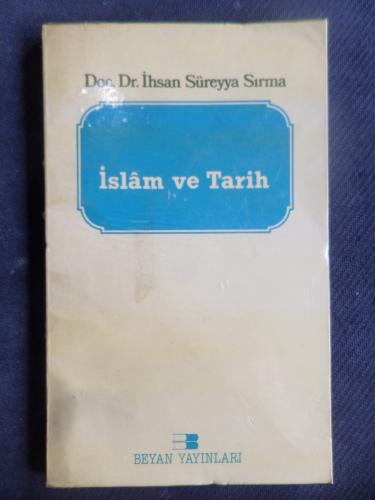 Doç. Dr. İhsan Süreyya Sırma
İslâm ve Tarih
BEYAN YAYINLARI